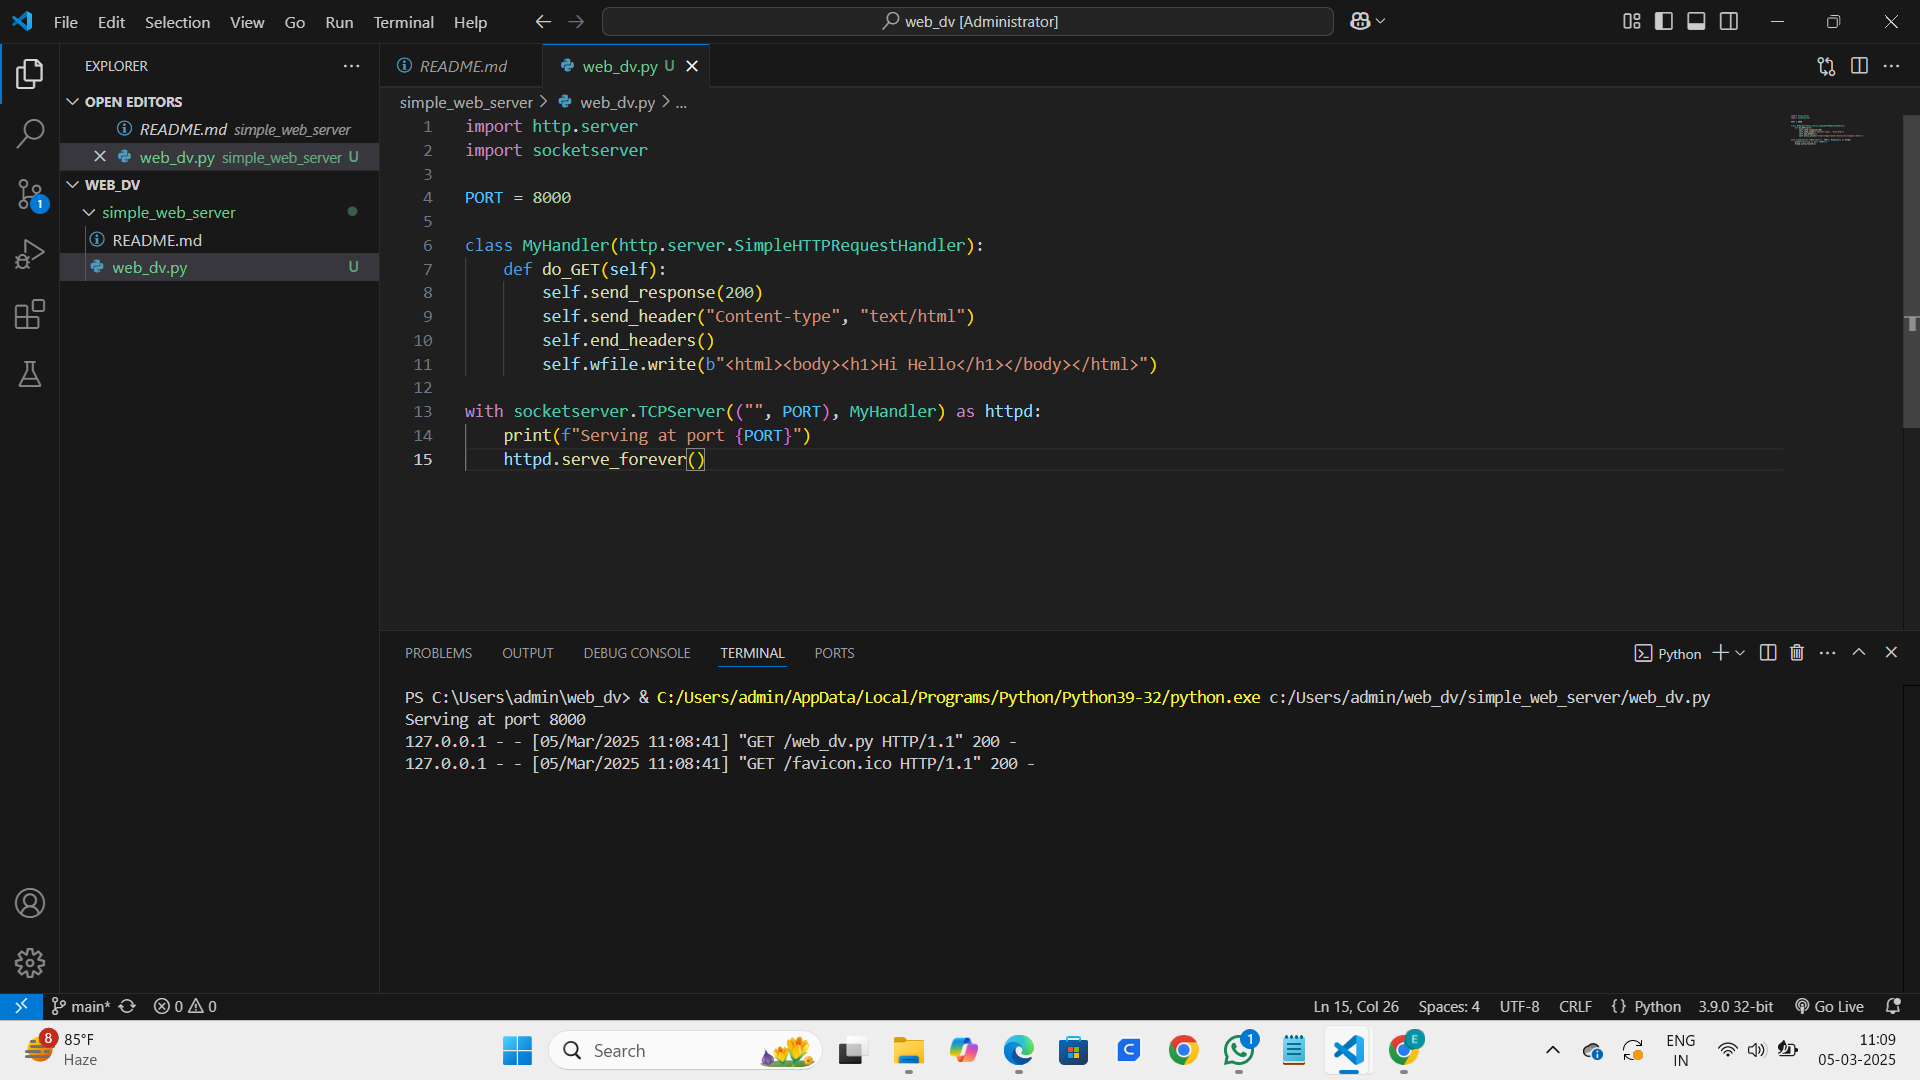 File Edit Selection View Go Run Terminal Help
web_dv [Administrator]
EXPLORER
OPEN EDITORS
README.md simple_web_server
web_dv.py simple_web_server U
WEB_DV
simple_web_server
README.md
web_dv.py U
1
README.md
web_dv.py U
simple_web_server > web_dv.py > ...
1 import http.server
2 import socketserver
3
4 PORT = 8000
5
6 class MyHandler(http.server.SimpleHTTPRequestHandler):
7 def do_GET(self):
8 self.send_response(200)
9 self.send_header("Content-type", "text/html")
10 self.end_headers()
11 self.wfile.write(b"<html><body><h1>Hi Hello</h1></body></html>")
12
13 with socketserver.TCPServer(("", PORT), MyHandler) as httpd:
14 print(f"Serving at port {PORT}")
15 httpd.serve_forever()
PROBLEMS OUTPUT DEBUG CONSOLE TERMINAL PORTS
Python
PS C:\Users\admin\web_dv> & C:/Users/admin/AppData/Local/Programs/Python/Python39-32/python.exe c:/Users/admin/web_dv/simple_web_server/web_dv.py
Serving at port 8000
127.0.0.1 - - [05/Mar/2025 11:08:41] "GET /web_dv.py HTTP/1.1" 200 -
127.0.0.1 - - [05/Mar/2025 11:08:41] "GET /favicon.ico HTTP/1.1" 200 -
main* 0 0
Ln 15, Col 26 Spaces: 4 UTF-8 CRLF {} Python 3.9.0 32-bit Go Live
8
85°F
Haze
Search
1
E
ENG
IN
11:09
05-03-2025